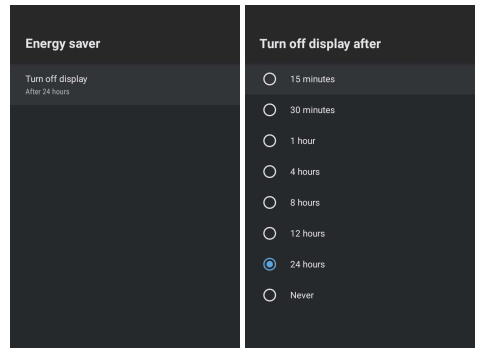 Energy saver
Turn off display
After 24 hours
Turn off display after
15 minutes
30 minutes
1 hour
4 hours
8 hours
12 hours
24 hours
Never